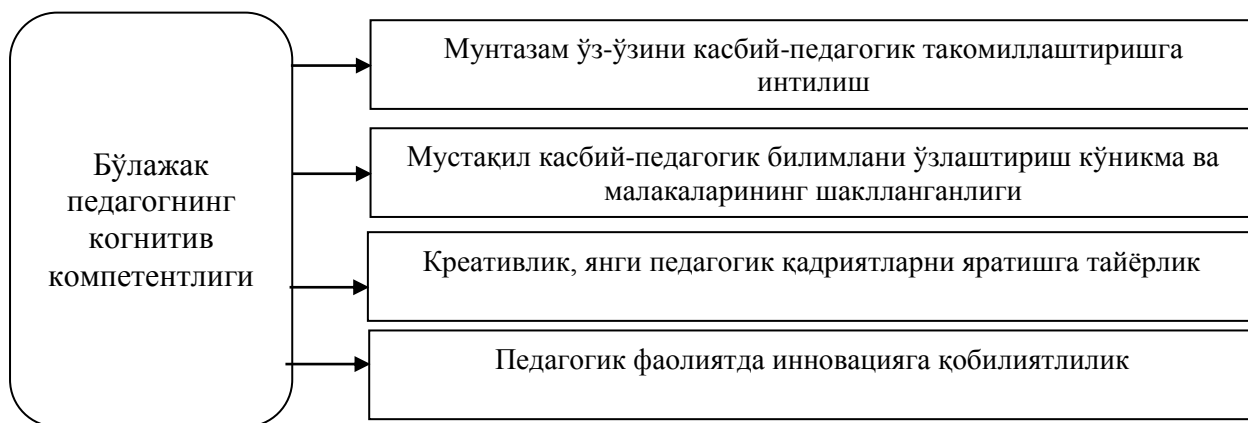 Бўлажак
педагогнинг
когнитив
компетентлиги
Мунтазам ўз-ўзини касбий-педагогик такомиллаштиришга
интилиш
Мустақил касбий-педагогик билимлани ўзлаштириш кўникма ва
малакаларининг шаклланганлиги
Креативлик, янги педагогик қадриятларни яратишга тайёрлик
Педагогик фаолиятда инновацияга қобилиятлилик